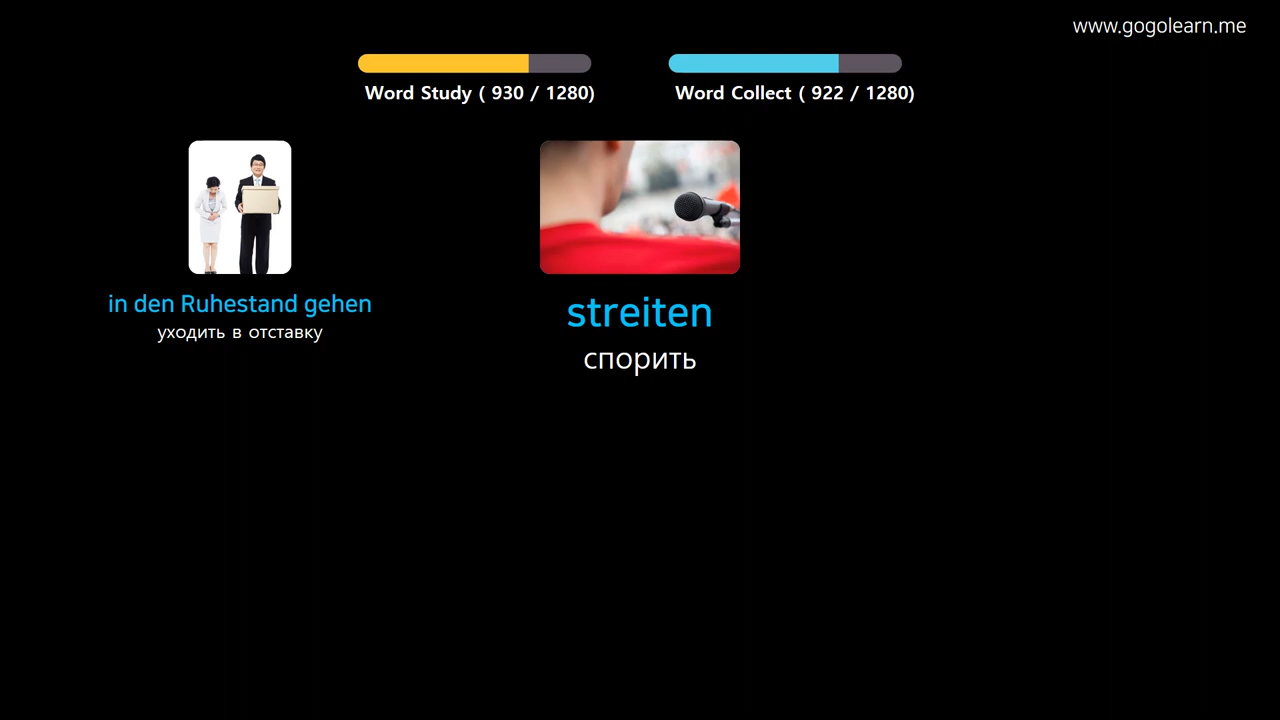 www.gogolearn.me
Word Study ( 930 / 1280)
Word Collect ( 922 / 1280)
in den Ruhestand gehen
уходить в отставку
streiten
спорить